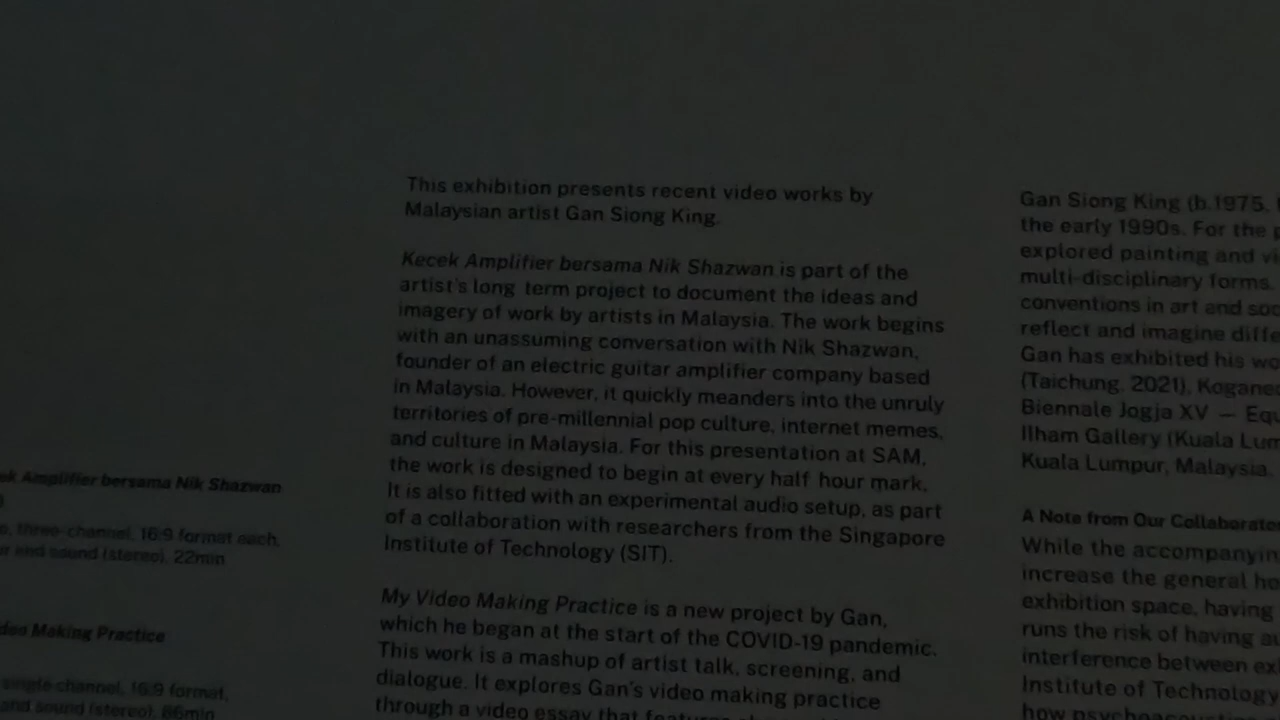 Amplifier bersama Nik Shazwan
three-channel, 16:9 format each,
and sound (stereo), 22min
Making Practice
single-channel, 16:9 format,
and sound (stereo), 86min
This exhibition presents recent video works by
Malaysian artist Gan Siong King.
Kecek Amplifier bersama Nik Shazwan is part of the
artist's long term project to document the ideas and
imagery of work by artists in Malaysia. The work begins
with an unassuming conversation with Nik Shazwan,
founder of an electric guitar amplifier company based
in Malaysia. However, it quickly meanders into the unruly
territories of pre-millennial pop culture, internet memes,
and culture in Malaysia. For this presentation at SAM,
the work is designed to begin at every half hour mark.
It is also fitted with an experimental audio setup, as part
of a collaboration with researchers from the Singapore
Institute of Technology (SIT).
My Video Making Practice is a new project by Gan,
which he began at the start of the COVID-19 pandemic.
This work is a mashup of artist talk, screening, and
dialogue. It explores Gan's video making practice
through a video essay that
Gan Siong King (b.1975,
the early 1990s. For the
explored painting and
multi-disciplinary forms.
conventions in art and
reflect and imagine
Gan has exhibited his
(Taichung, 2021),
Biennale Jogja XV —
Ilham Gallery (Kuala
Kuala Lumpur, Malaysia.
A Note from Our
While the
increase the general
exhibition space, having
runs the risk of having
interference between
Institute of Technology
how